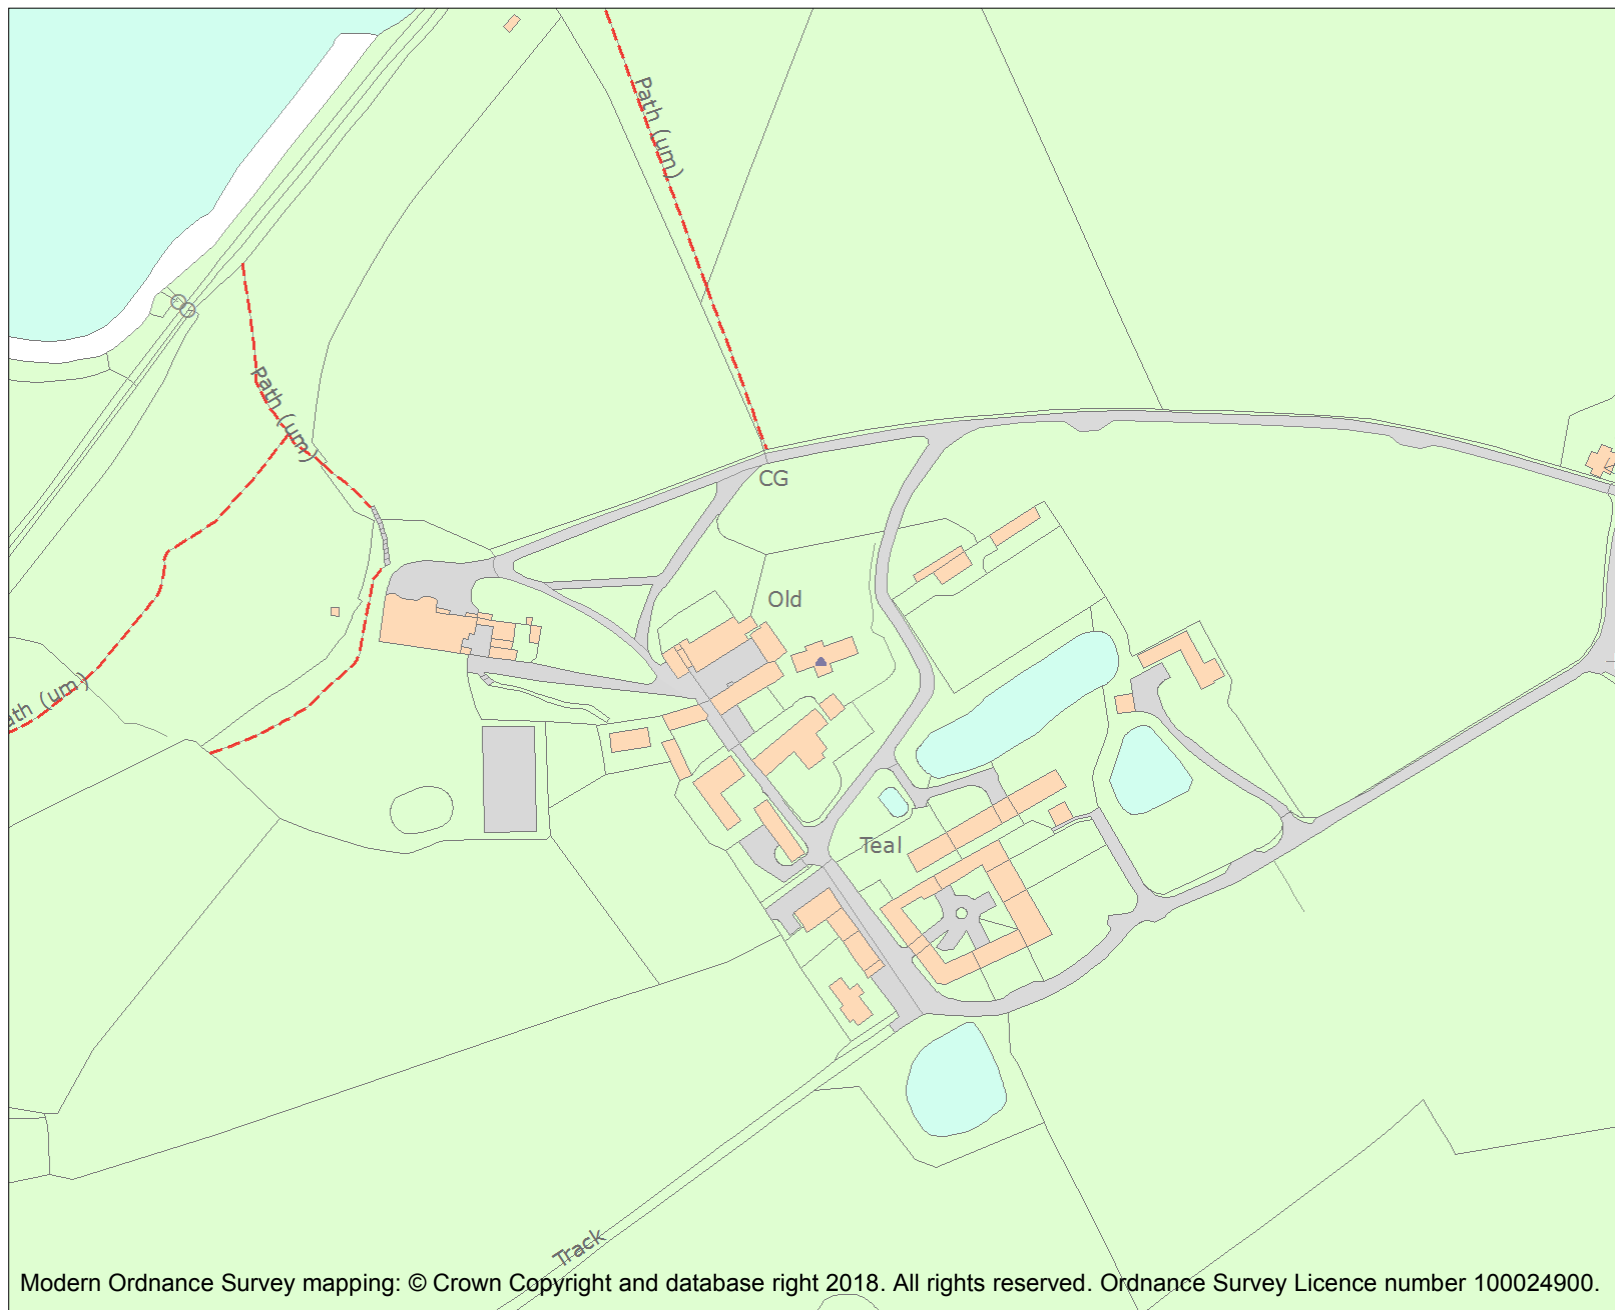 Path (um)
Path (um)
CG
Old
ath (um)
Teal
Track
Modern Ordnance Survey mapping: © Crown Copyright and database right 2018. All rights reserved. Ordnance Survey Licence number 100024900.